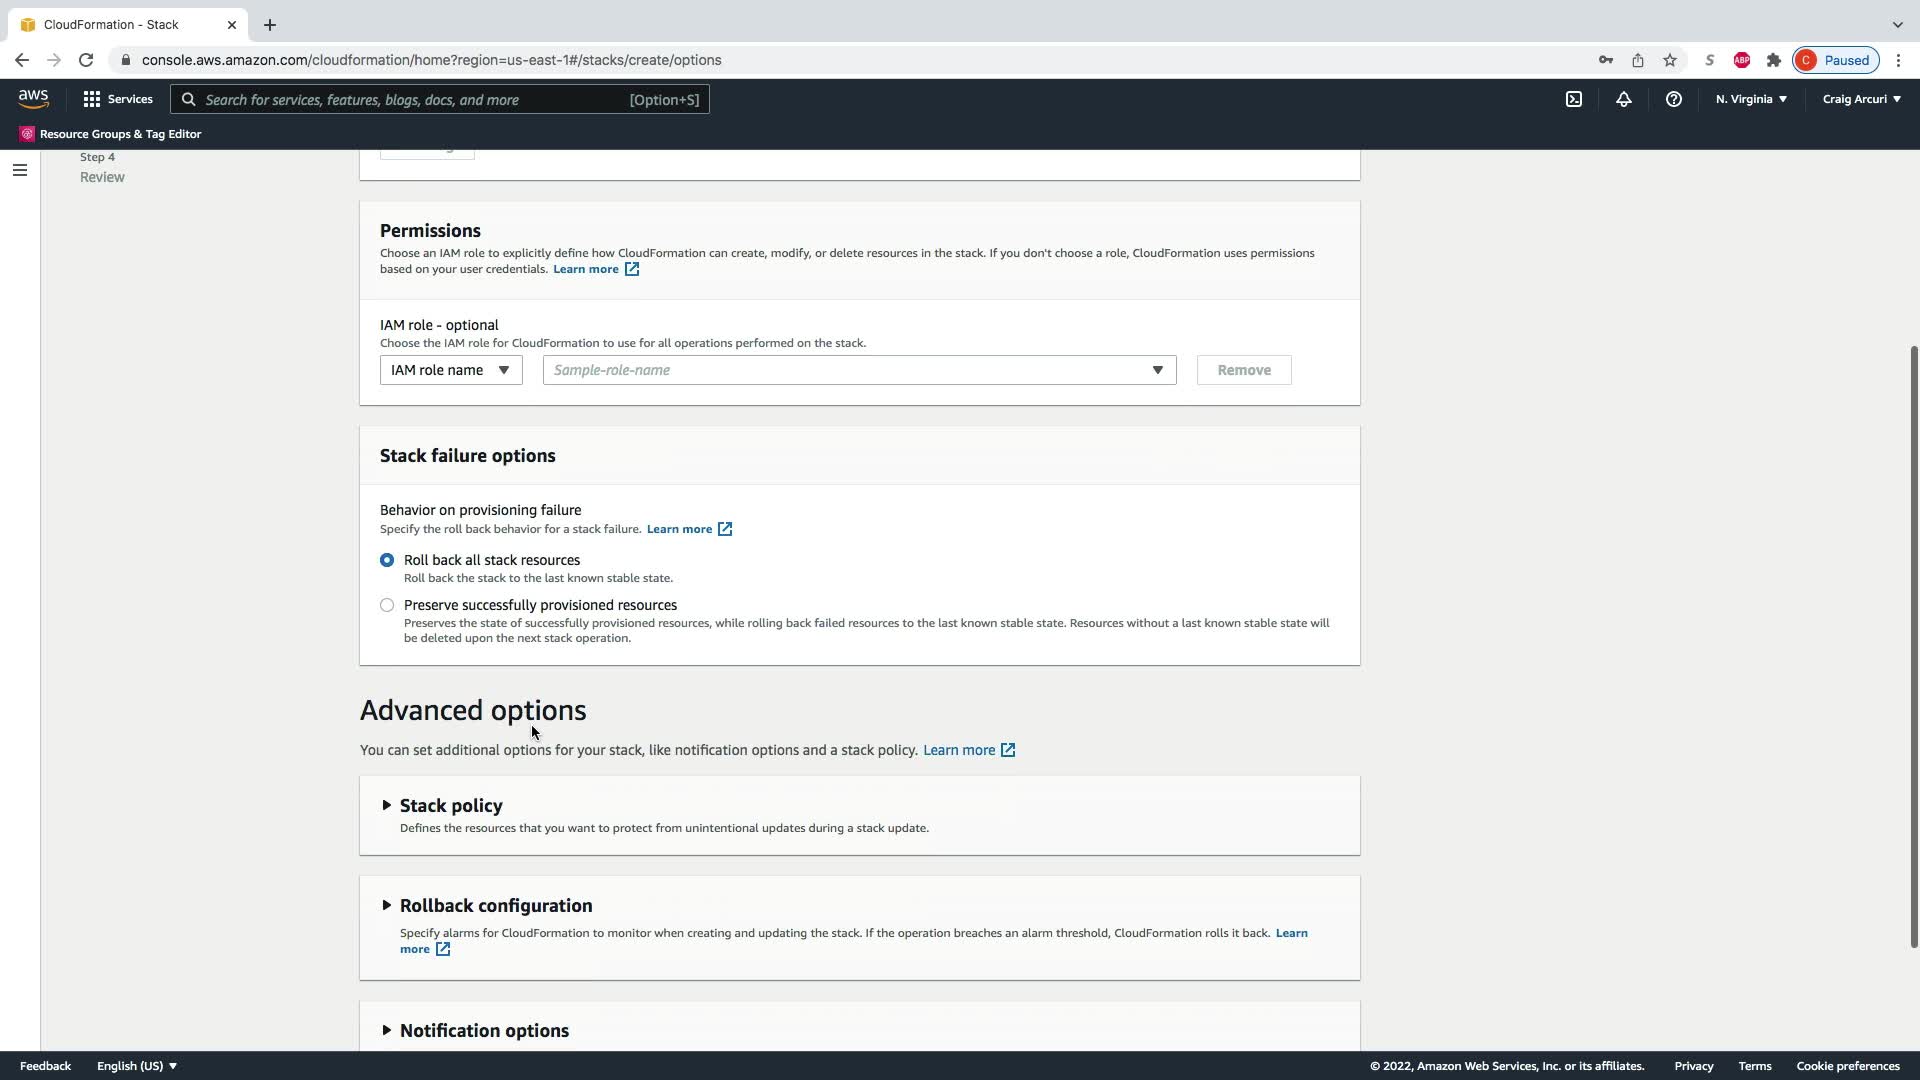 CloudFormation - Stack
console.aws.amazon.com/cloudformation/home?region=us-east-1#/stacks/create/options
S
ABP
C
Paused
aws
Services
Search for services, features, blogs, docs, and more
[Option+S]
N. Virginia
Craig Arcuri
Resource Groups & Tag Editor
Step 4
Review
Permissions
Choose an IAM role to explicitly define how CloudFormation can create, modify, or delete resources in the stack. If you don't choose a role, CloudFormation uses permissions
based on your user credentials. Learn more
IAM role - optional
Choose the IAM role for CloudFormation to use for all operations performed on the stack.
IAM role name
Sample-role-name
Remove
Stack failure options
Behavior on provisioning failure
Specify the roll back behavior for a stack failure. Learn more
Roll back all stack resources
Roll back the stack to the last known stable state.
Preserve successfully provisioned resources
Preserves the state of successfully provisioned resources, while rolling back failed resources to the last known stable state. Resources without a last known stable state will
be deleted upon the next stack operation.
Advanced options
You can set additional options for your stack, like notification options and a stack policy. Learn more
Stack policy
Defines the resources that you want to protect from unintentional updates during a stack update.
Rollback configuration
Specify alarms for CloudFormation to monitor when creating and updating the stack. If the operation breaches an alarm threshold, CloudFormation rolls it back. Learn
more
Notification options
Feedback
English (US)
© 2022, Amazon Web Services, Inc. or its affiliates.
Privacy
Terms
Cookie preferences